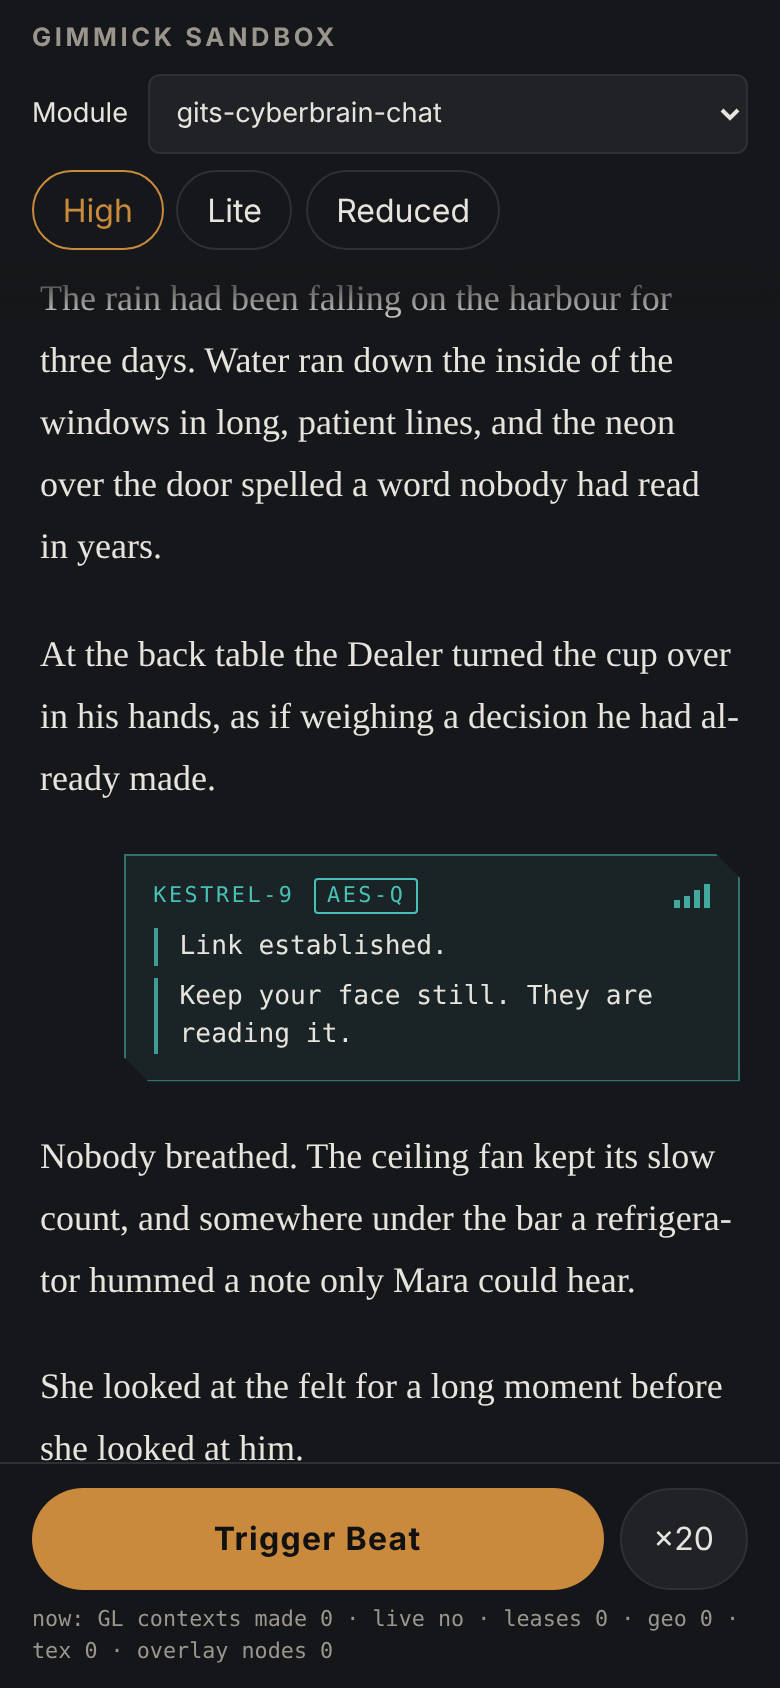 GIMMICK SANDBOX
Module gits-cyberbrain-chat
High Lite Reduced
The rain had been falling on the harbour for
three days. Water ran down the inside of the
windows in long, patient lines, and the neon
over the door spelled a word nobody had read
in years.
At the back table the Dealer turned the cup over
in his hands, as if weighing a decision he had al-
ready made.
KESTREL-9 AES-Q
Link established.
Keep your face still. They are
reading it.
Nobody breathed. The ceiling fan kept its slow
count, and somewhere under the bar a refrigera-
tor hummed a note only Mara could hear.
She looked at the felt for a long moment before
she looked at him.
Trigger Beat ×20
now: GL contexts made 0 · live no · leases 0 · geo 0 ·
tex 0 · overlay nodes 0